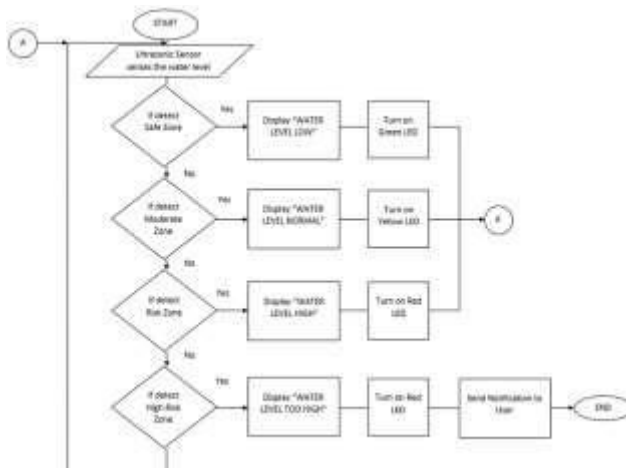 START
A
Ultrasonic Sensor
senses the water level
If detect
Safe Zone
Yes
Display "WATER
LEVEL LOW"
Turn on
Green LED
No
If detect
Moderate
Zone
Yes
Display "WATER
LEVEL NORMAL"
Turn on
Yellow LED
A
No
If detect
Risk Zone
Yes
Display "WATER
LEVEL HIGH"
Turn on Red
LED
No
If detect
High-Risk
Zone
Yes
Display "WATER
LEVEL TOO HIGH"
Turn on Red
LED
Send Notification to
User
END